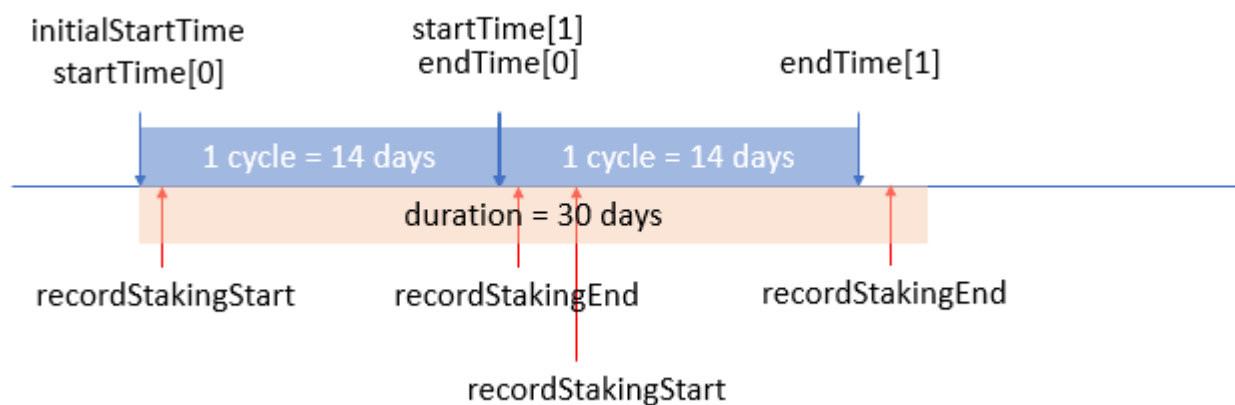 initialStartTime
startTime[0]
startTime[1]
endTime[0]
endTime[1]
1 cycle = 14 days
1 cycle = 14 days
duration = 30 days
recordStakingStart
recordStakingEnd
recordStakingEnd
recordStakingStart